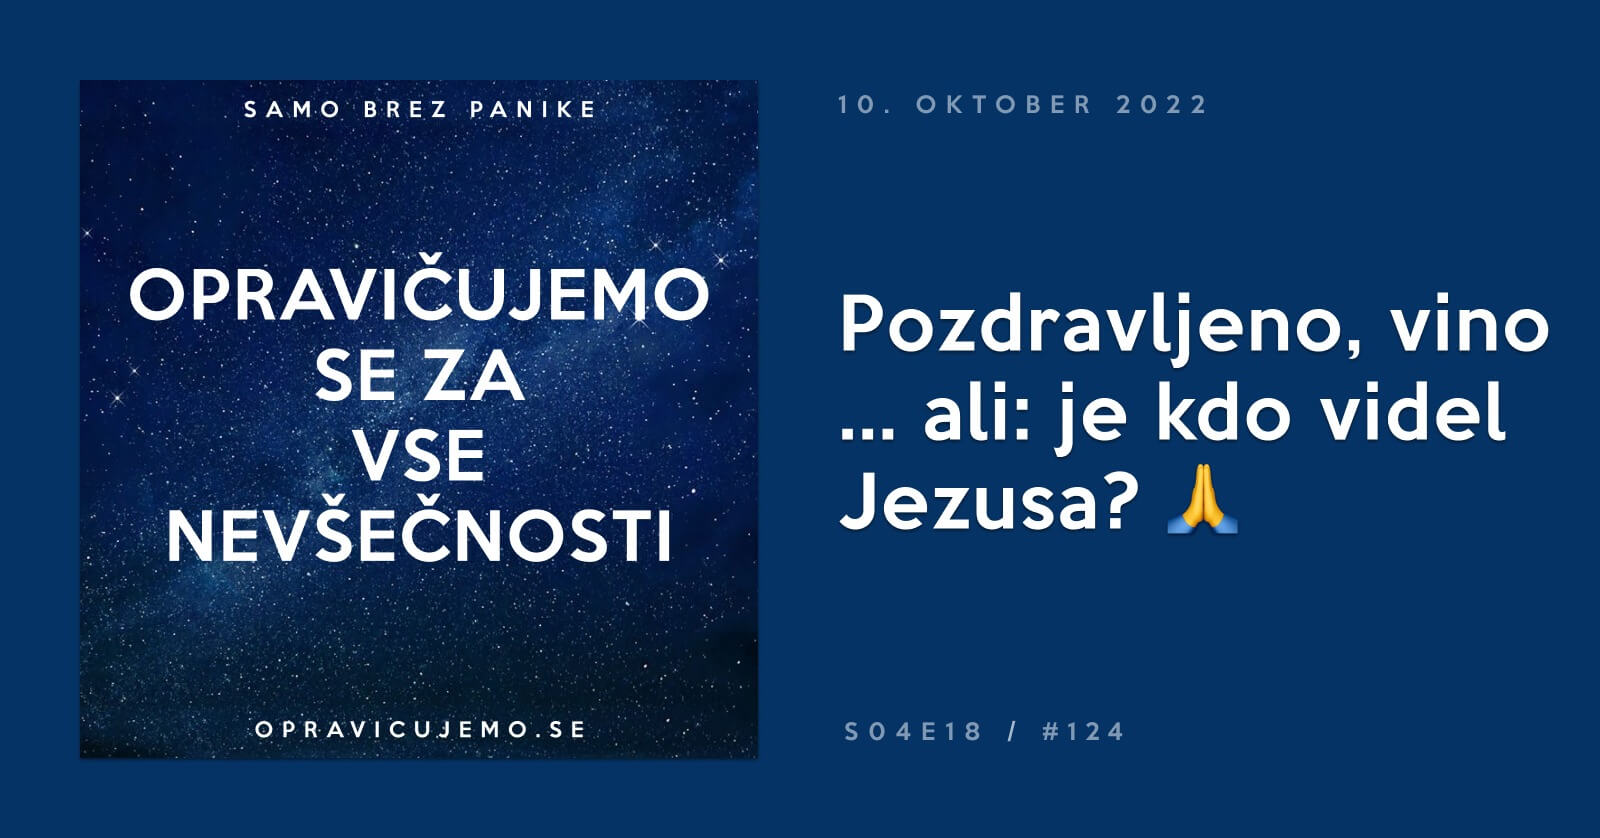 SAMO BREZ PANIKE
OPRAVIČUJEMO
SE ZA
VSE
NEVŠEČNOSTI
OPRAVICUJEMO.SE
10. OKTOBER 2022
Pozdravljeno, vino
... ali: je kdo videl
Jezusa? 🙏
S04E18 / #124